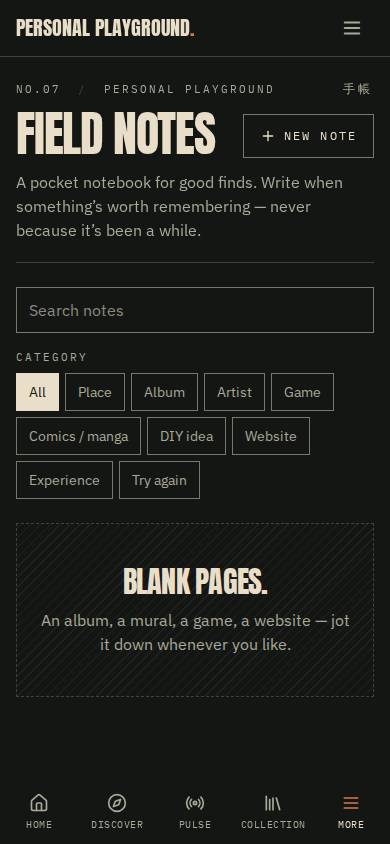 PERSONAL PLAYGROUND.
NO.07 / PERSONAL PLAYGROUND 手帳
FIELD NOTES
+ NEW NOTE
A pocket notebook for good finds. Write when
something’s worth remembering — never
because it’s been a while.
Search notes
CATEGORY
All Place Album Artist Game
Comics / manga DIY idea Website
Experience Try again
BLANK PAGES.
An album, a mural, a game, a website — jot
it down whenever you like.
HOME DISCOVER PULSE COLLECTION MORE